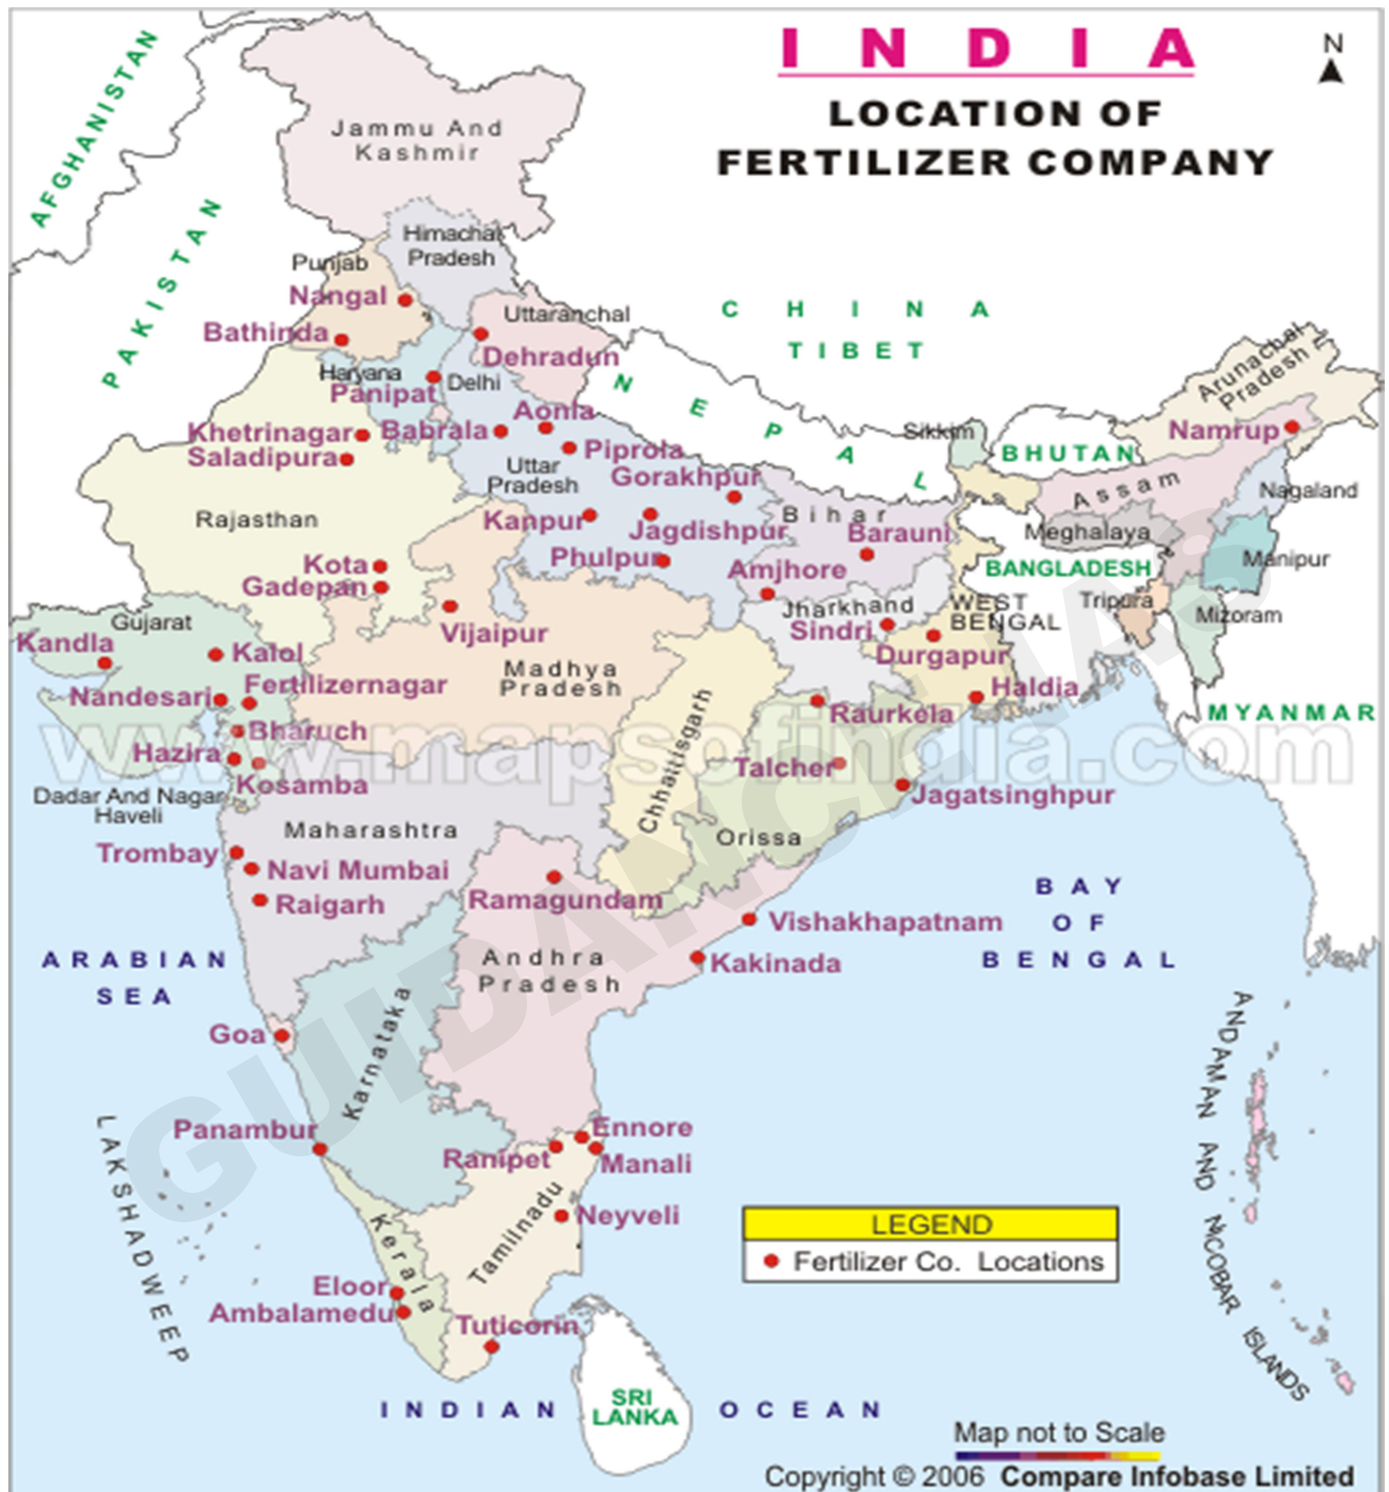 INDIA
N
LOCATION OF
FERTILIZER COMPANY
AFGHANISTAN
PAKISTAN
Jammu And
Kashmir
Himachal
Pradesh
Punjab
Nangal
Bathinda
Uttaranchal
Dehradun
CHINA
TIBET
NEPAL
Haryana
Panipat
Delhi
Aonla
Khetrinagar
Babrala
Saladipura
Piprola
Uttar
Pradesh
Gorakhpur
Sikkim
BHUTAN
Arunachal
Pradesh
Namrup
Assam
Nagaland
Rajasthan
Kanpur
Jagdishpur
Bihar
Barauni
Meghalaya
Manipur
Phulpur
Amjhore
BANGLADESH
Kota
Gadepan
Jharkhand
WEST
BENGAL
Tripura
Mizoram
Gujarat
Kandla
Kalol
Vijaipur
Sindri
Durgapur
Madhya
Pradesh
Nandesari
Fertilizernagar
Haldia
Raurkela
MYANMAR
Bharuch
Hazira
Kosamba
www.mapsofindia.com
Chhattisgarh
Talcher
Jagatsinghpur
Dadar And Nagar
Haveli
Maharashtra
Orissa
Trombay
Navi Mumbai
Raigarh
Ramagundam
Vishakhapatnam
BAY
OF
BENGAL
Andhra
Pradesh
Kakinada
ARABIAN
SEA
Goa
Karnataka
ANDAMAN AND NICOBAR ISLANDS
LAKSHADWEEP
Panambur
Ennore
Ranipet
Manali
Neyveli
Tamilnadu
Kerala
Eloor
Ambalamedu
Tuticorin
LEGEND
Fertilizer Co. Locations
SRI
LANKA
INDIAN OCEAN
Map not to Scale
Copyright © 2006 Compare Infobase Limited